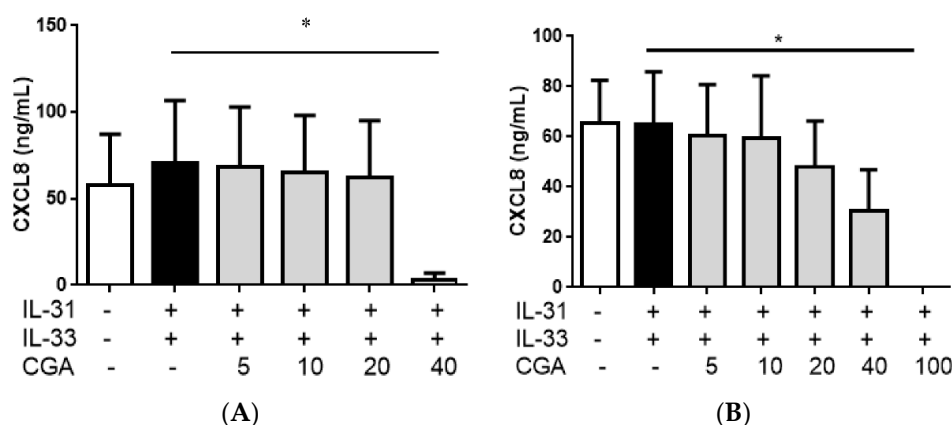 *
150
100
50
0
CXCL8 (ng/mL)
IL-31 - + + + + +
IL-33 - + + + + +
CGA - - 5 10 20 40
(A)
*
100
80
60
40
20
0
CXCL8 (ng/mL)
IL-31 - + + + + + +
IL-33 - + + + + + +
CGA - - 5 10 20 40 100
(B)